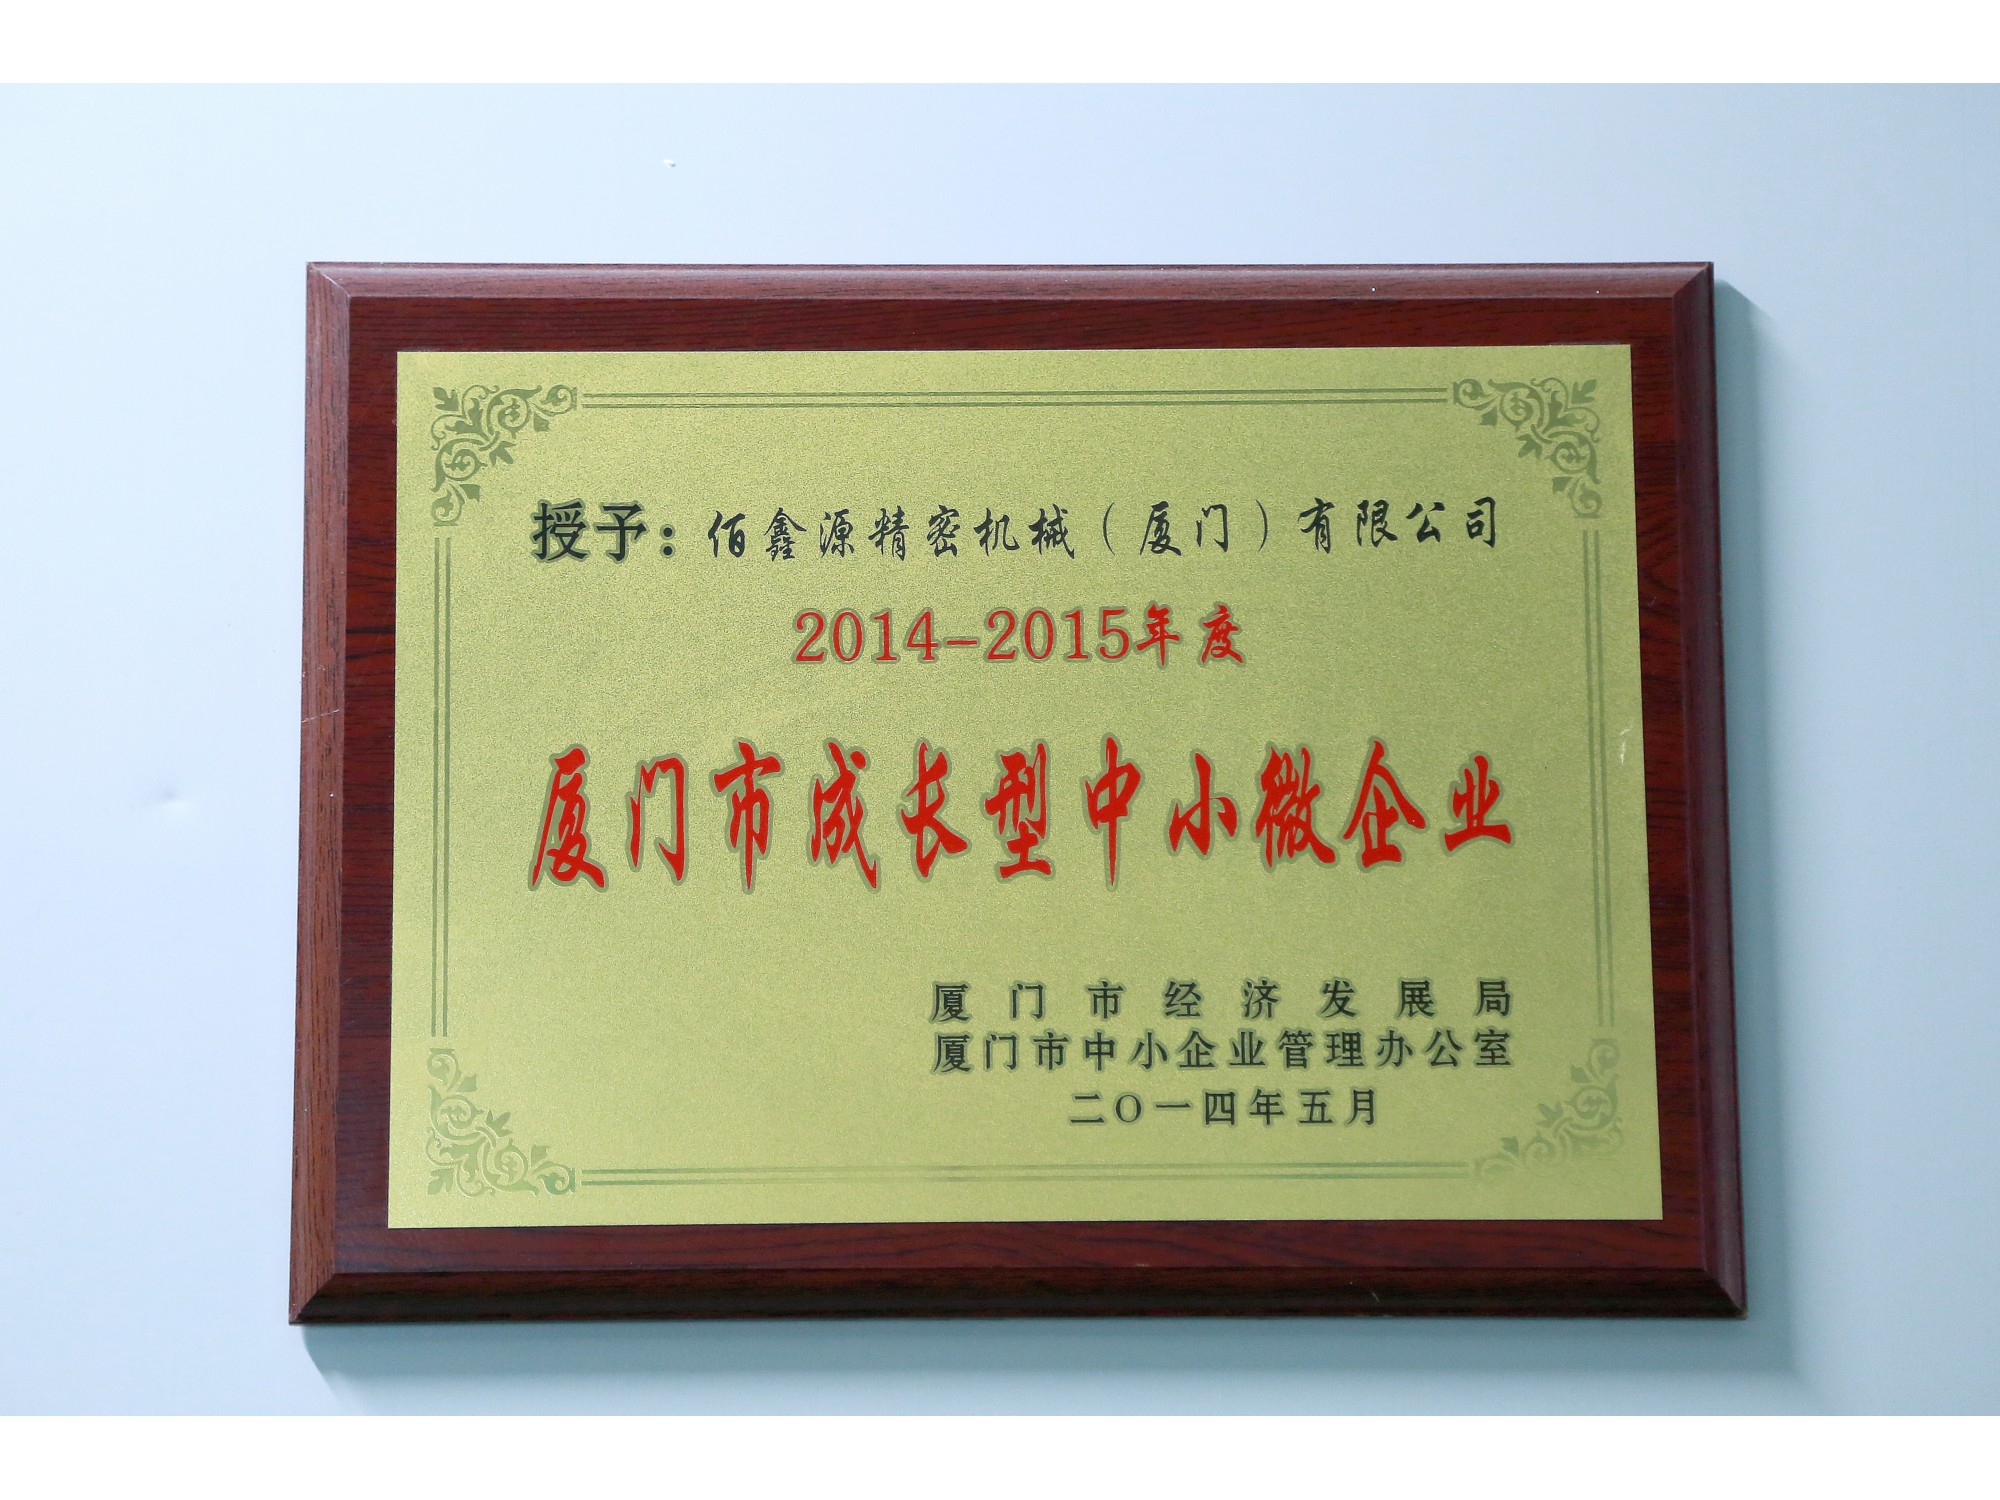 授予：佰鑫源精密机械（厦门）有限公司
2014-2015年度
厦门市成长型中小微企业
厦门市经济发展局
厦门市中小企业管理办公室
二O一四年五月